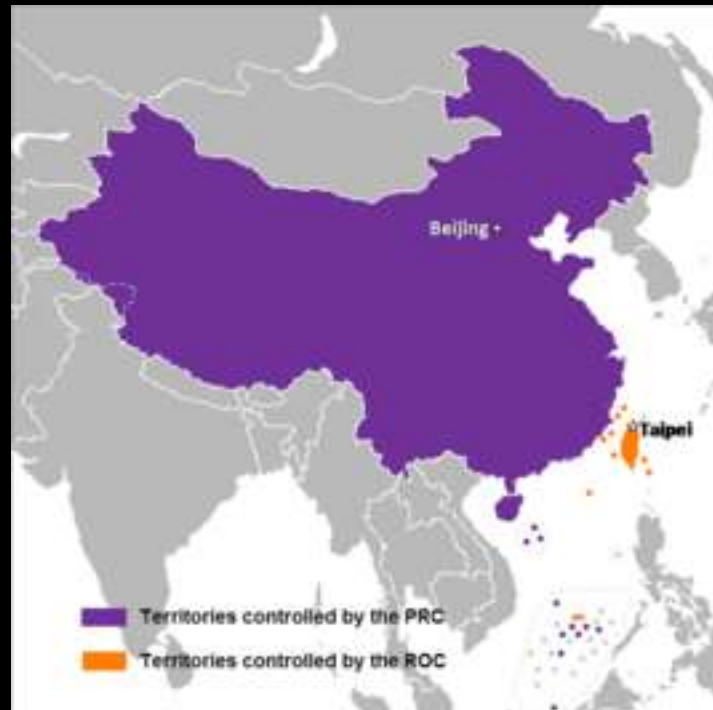 Beijing
Taipei
Territories controlled by the PRC
Territories controlled by the ROC